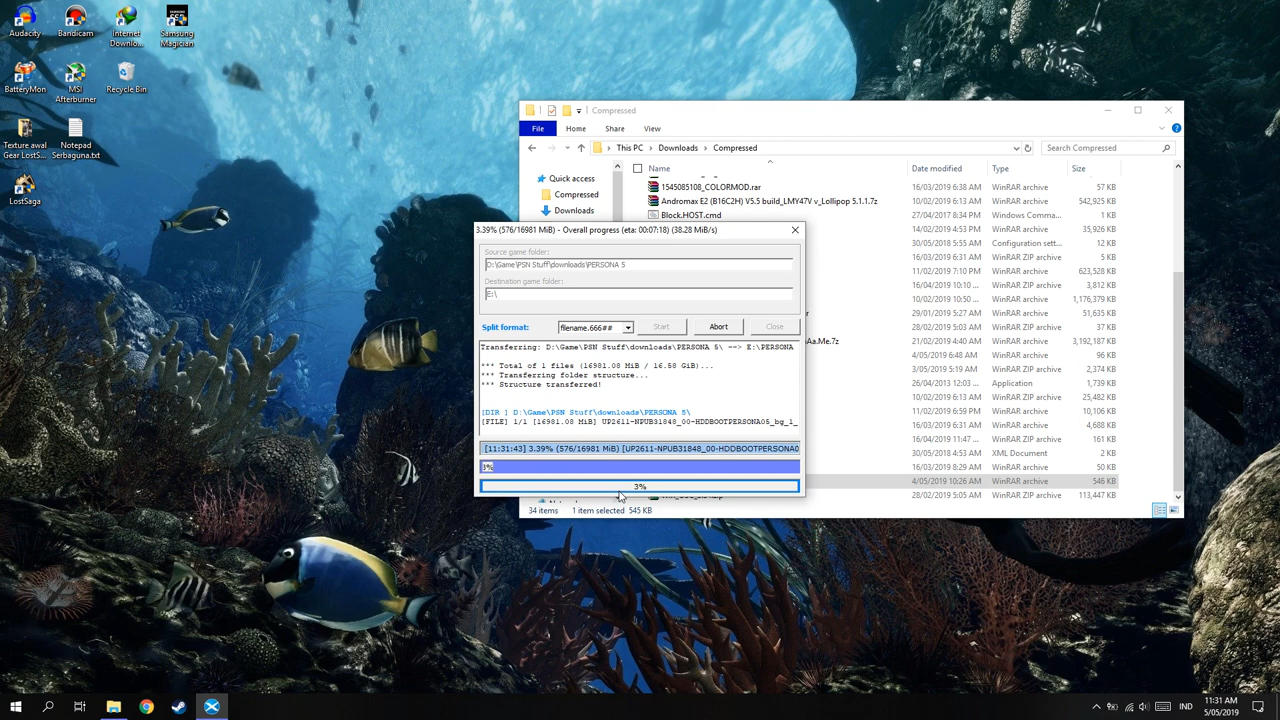 Audacity
Bandicam
Internet Downlo...
Samsung Magician
BatteryMon
MSI Afterburner
Recycle Bin
Texture awal Gear LostS...
Notepad Serbaguna.txt
LostSaga
Compressed
File Home Share View
This PC Downloads Compressed
Search Compressed
Quick access
Compressed
Downloads
Name Date modified Type Size
1545085108_COLORMOD.rar 16/03/2019 6:38 AM WinRAR archive 57 KB
Andromax E2 (B16C2H) V5.5 build_LMY47V v_Lollipop 5.1.1.7z 10/02/2019 6:13 AM WinRAR archive 542,925 KB
Block.HOST.cmd 27/04/2017 8:34 PM Windows Comma... 1 KB
14/02/2019 4:53 PM WinRAR archive 35,926 KB
30/05/2018 5:55 AM Configuration sett... 12 KB
16/03/2019 6:31 AM WinRAR ZIP archive 5 KB
11/02/2019 7:10 PM WinRAR ZIP archive 623,528 KB
16/04/2019 10:10 ... WinRAR ZIP archive 3,812 KB
10/02/2019 10:50 ... WinRAR ZIP archive 1,176,379 KB
29/01/2019 5:27 AM WinRAR archive 31,641 KB
28/02/2019 5:03 AM WinRAR ZIP archive 37 KB
Aa.Me.7z 21/02/2019 4:40 AM WinRAR archive 3,192,187 KB
4/05/2019 6:48 AM WinRAR ZIP archive 96 KB
3/05/2019 5:19 AM WinRAR ZIP archive 2,374 KB
26/04/2013 12:03 ... Application 1,739 KB
10/02/2019 6:13 AM WinRAR ZIP archive 25,482 KB
11/02/2019 6:59 PM WinRAR ZIP archive 10,106 KB
16/03/2019 6:31 AM WinRAR ZIP archive 4,688 KB
16/04/2019 11:47 ... WinRAR ZIP archive 161 KB
30/05/2018 4:53 AM XML Document 2 KB
16/03/2019 8:29 AM WinRAR archive 50 KB
4/05/2019 10:26 AM WinRAR archive 546 KB
28/02/2019 5:05 AM WinRAR ZIP archive 113,447 KB
34 items 1 item selected 545 KB
3.39% (576/16981 MiB) - Overall progress (eta: 00:07:18) (38.28 MiB/s)
Source game folder:
D:\Game\PSN Stuff\downloads\PERSONA 5
Destination game folder:
E:\
Split format: filename.666## Start Abort Close
Transferring: D:\Game\PSN Stuff\downloads\PERSONA 5\ --> E:\PERSONA
*** Total of 1 files (16981.08 MiB / 16.58 GiB)...
*** Transferring folder structure...
*** Structure transferred!
[DIR ] D:\Game\PSN Stuff\downloads\PERSONA 5\
[FILE] 1/1 [16981.08 MiB] UP2611-NPUB31848_00-HDDBOOTPERSONA05_bg_1_
[11:31:43] 3.39% (576/16981 MiB) [UP2611-NPUB31848_00-HDDBOOTPERSONA0
3%
3%
IND
11:31 AM
5/05/2019